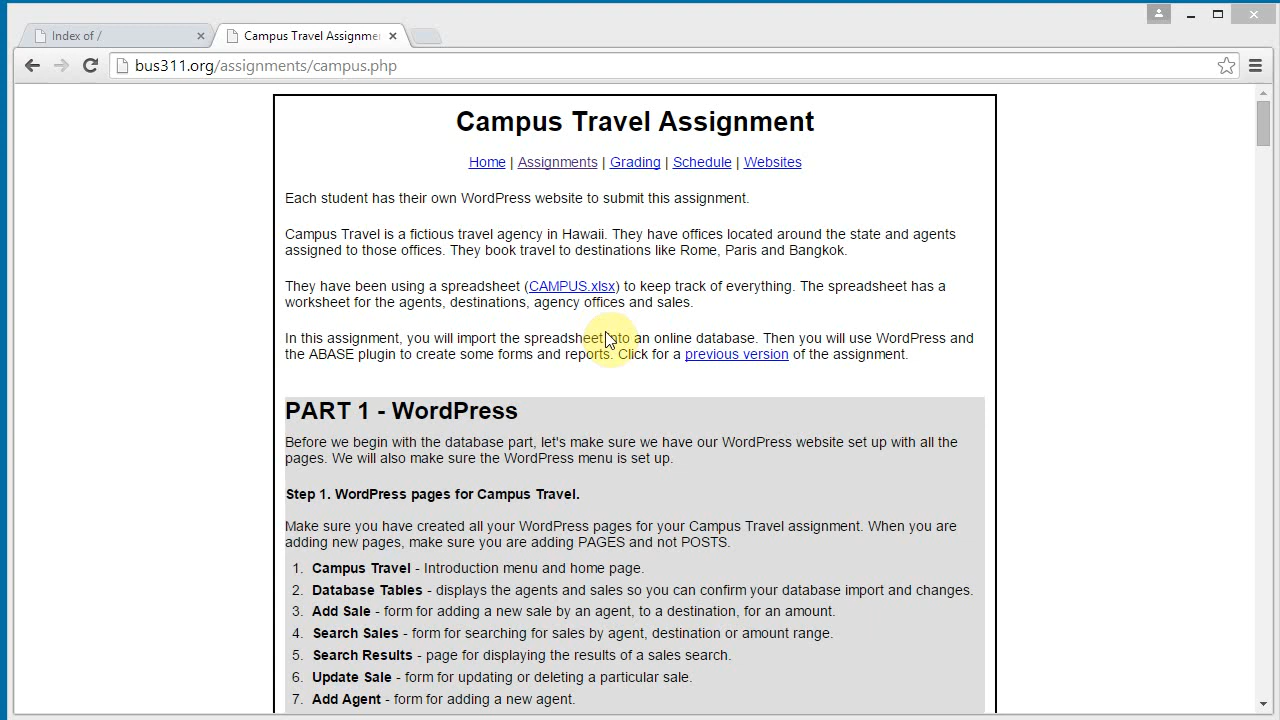 Index of /
Campus Travel Assignme
bus311.org/assignments/campus.php
Campus Travel Assignment
Home | Assignments | Grading | Schedule | Websites
Each student has their own WordPress website to submit this assignment.
Campus Travel is a fictious travel agency in Hawaii. They have offices located around the state and agents
assigned to those offices. They book travel to destinations like Rome, Paris and Bangkok.
They have been using a spreadsheet (CAMPUS.xlsx) to keep track of everything. The spreadsheet has a
worksheet for the agents, destinations, agency offices and sales.
In this assignment, you will import the spreadsheet into an online database. Then you will use WordPress and
the ABASE plugin to create some forms and reports. Click for a previous version of the assignment.
PART 1 - WordPress
Before we begin with the database part, let's make sure we have our WordPress website set up with all the
pages. We will also make sure the WordPress menu is set up.
Step 1. WordPress pages for Campus Travel.
Make sure you have created all your WordPress pages for your Campus Travel assignment. When you are
adding new pages, make sure you are adding PAGES and not POSTS.
1. Campus Travel - Introduction menu and home page.
2. Database Tables - displays the agents and sales so you can confirm your database import and changes.
3. Add Sale - form for adding a new sale by an agent, to a destination, for an amount.
4. Search Sales - form for searching for sales by agent, destination or amount range.
5. Search Results - page for displaying the results of a sales search.
6. Update Sale - form for updating or deleting a particular sale.
7. Add Agent - form for adding a new agent.